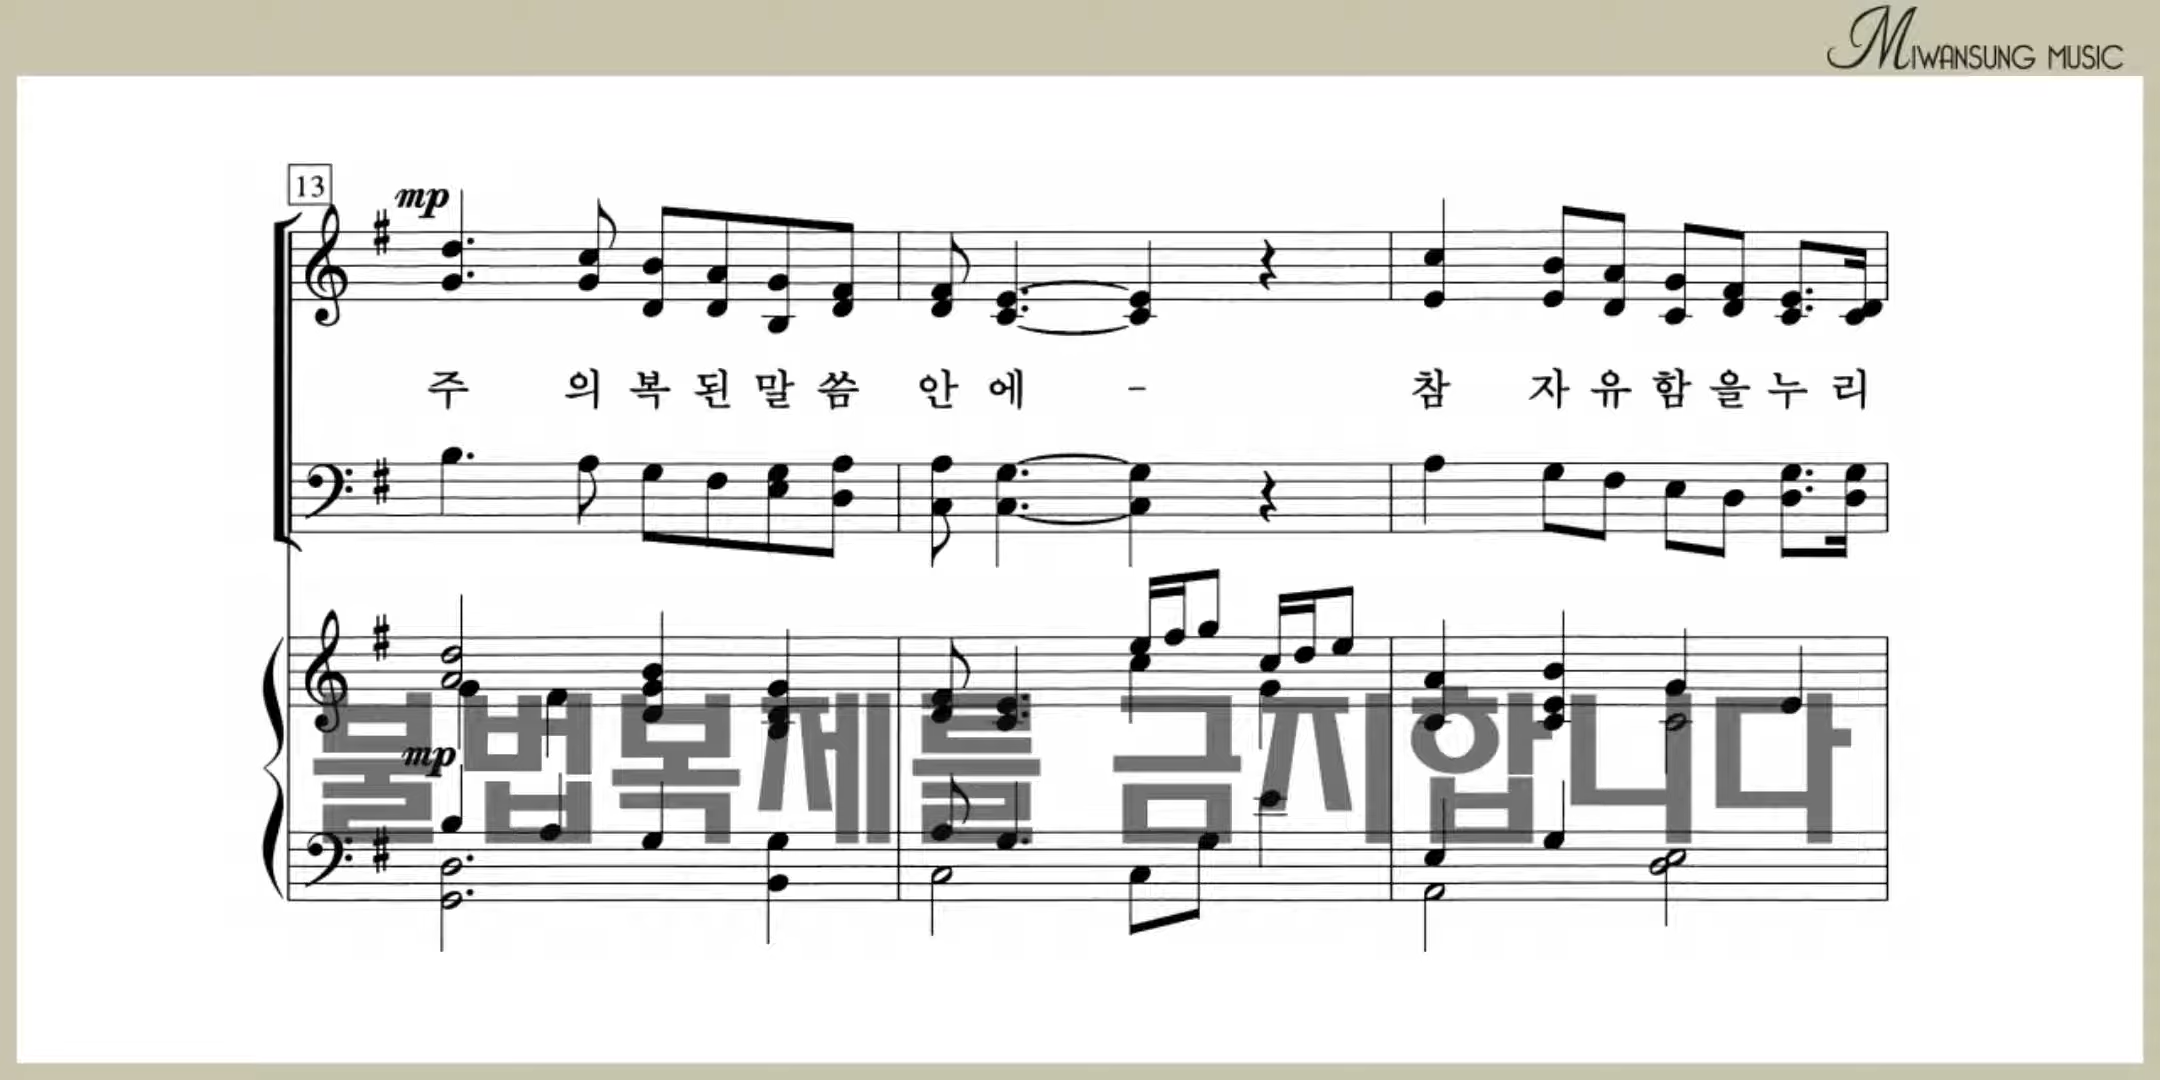 MIWANSUNG MUSIC
13
mp
주 의 복 된 말 씀 안 에 - 참 자 유 함 을 누 리
mp
불법복제를 금지합니다